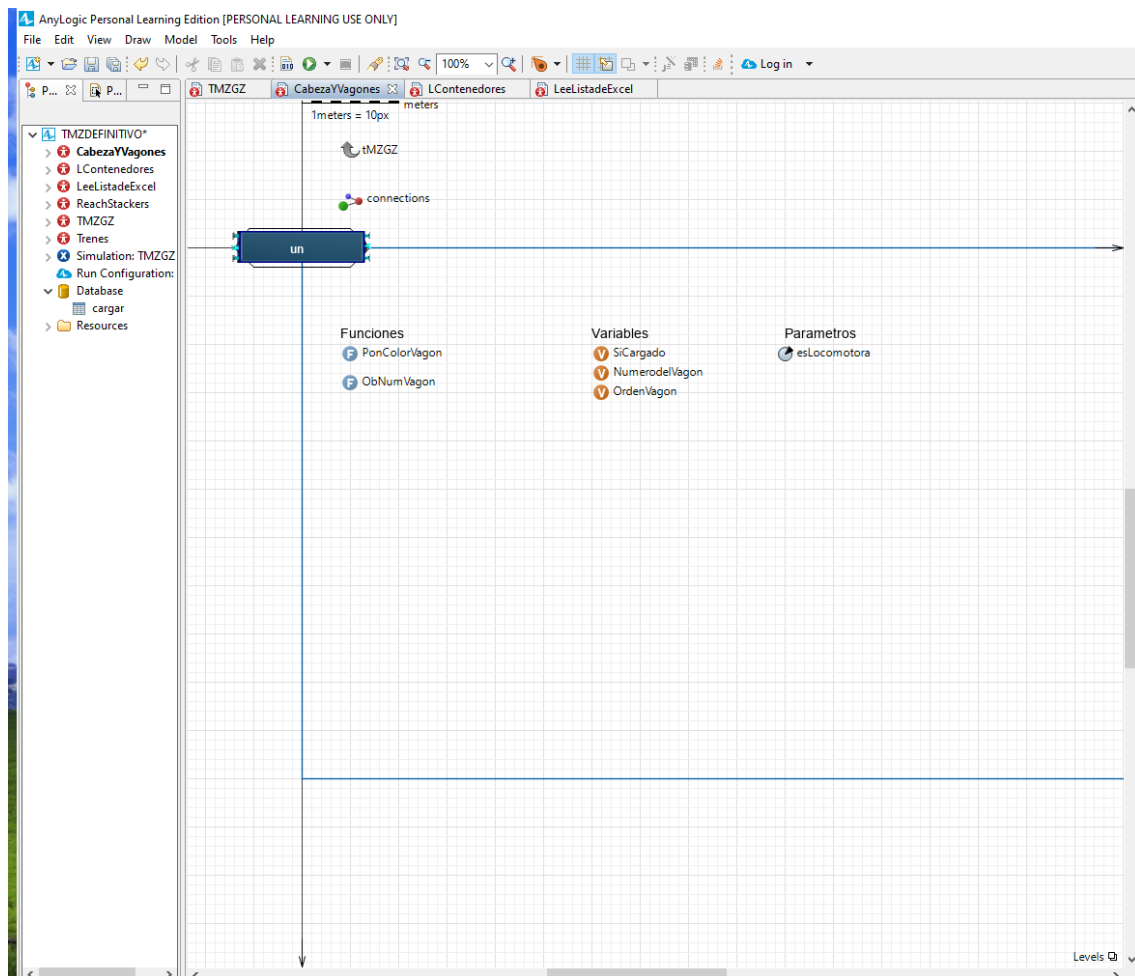 AnyLogic Personal Learning Edition [PERSONAL LEARNING USE ONLY]
File Edit View Draw Model Tools Help
100% Log in
P... P... TMZGZ CabezaYVagones LContenedores LeeListadeExcel
meters
1meters = 10px
TMZDEFINITIVO*
CabezaYVagones
LContenedores
LeeListadeExcel
ReachStackers
TMZGZ
Trenes
Simulation: TMZGZ
Run Configuration:
Database
cargar
Resources
tMZGZ
connections
un
Funciones
PonColorVagon
ObNumVagon
Variables
SiCargado
NumerodelVagon
OrdenVagon
Parametros
esLocomotora
Levels